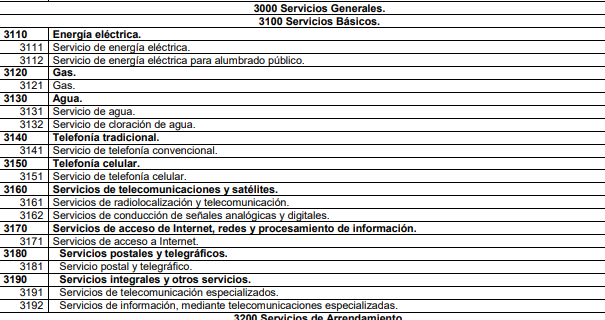 3000 Servicios Generales.
3100 Servicios Básicos.
3110 Energía eléctrica.
3111 Servicio de energía eléctrica.
3112 Servicio de energía eléctrica para alumbrado público.
3120 Gas.
3121 Gas.
3130 Agua.
3131 Servicio de agua.
3132 Servicio de cloración de agua.
3140 Telefonía tradicional.
3141 Servicio de telefonía convencional.
3150 Telefonía celular.
3151 Servicio de telefonía celular.
3160 Servicios de telecomunicaciones y satélites.
3161 Servicios de radiolocalización y telecomunicación.
3162 Servicios de conducción de señales analógicas y digitales.
3170 Servicios de acceso de Internet, redes y procesamiento de información.
3171 Servicios de acceso a Internet.
3180 Servicios postales y telegráficos.
3181 Servicio postal y telegráfico.
3190 Servicios integrales y otros servicios.
3191 Servicios de telecomunicación especializados.
3192 Servicios de información, mediante telecomunicaciones especializadas.
3200 Servicios de Arrendamiento